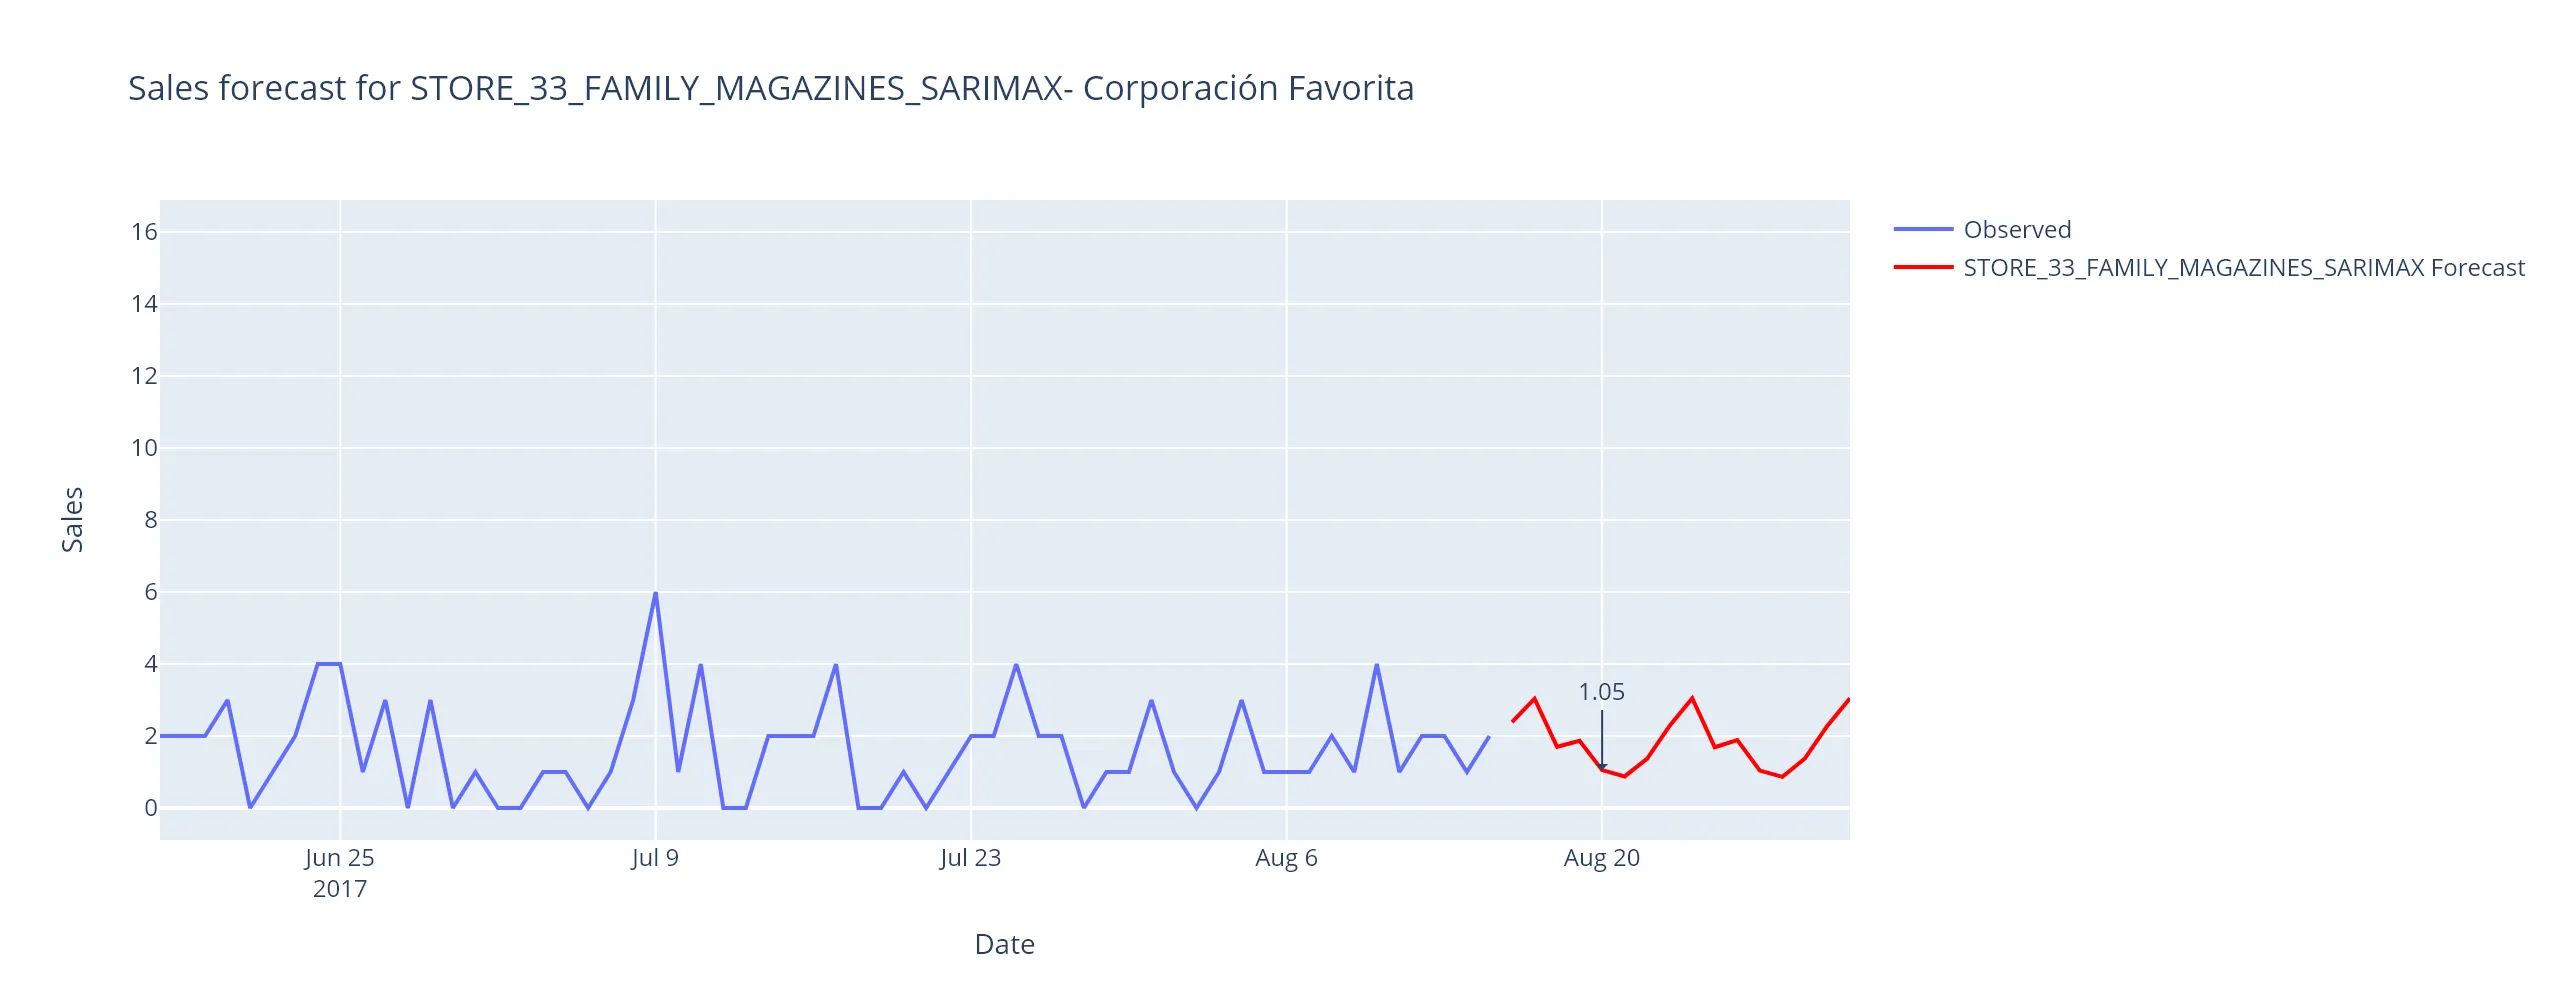 Sales forecast for STORE_33_FAMILY_MAGAZINES_SARIMAX- Corporación Favorita
Observed
STORE_33_FAMILY_MAGAZINES_SARIMAX Forecast
16
14
12
10
8
6
4
2
0
Sales
1.05
Jun 25
2017
Jul 9
Jul 23
Aug 6
Aug 20
Date